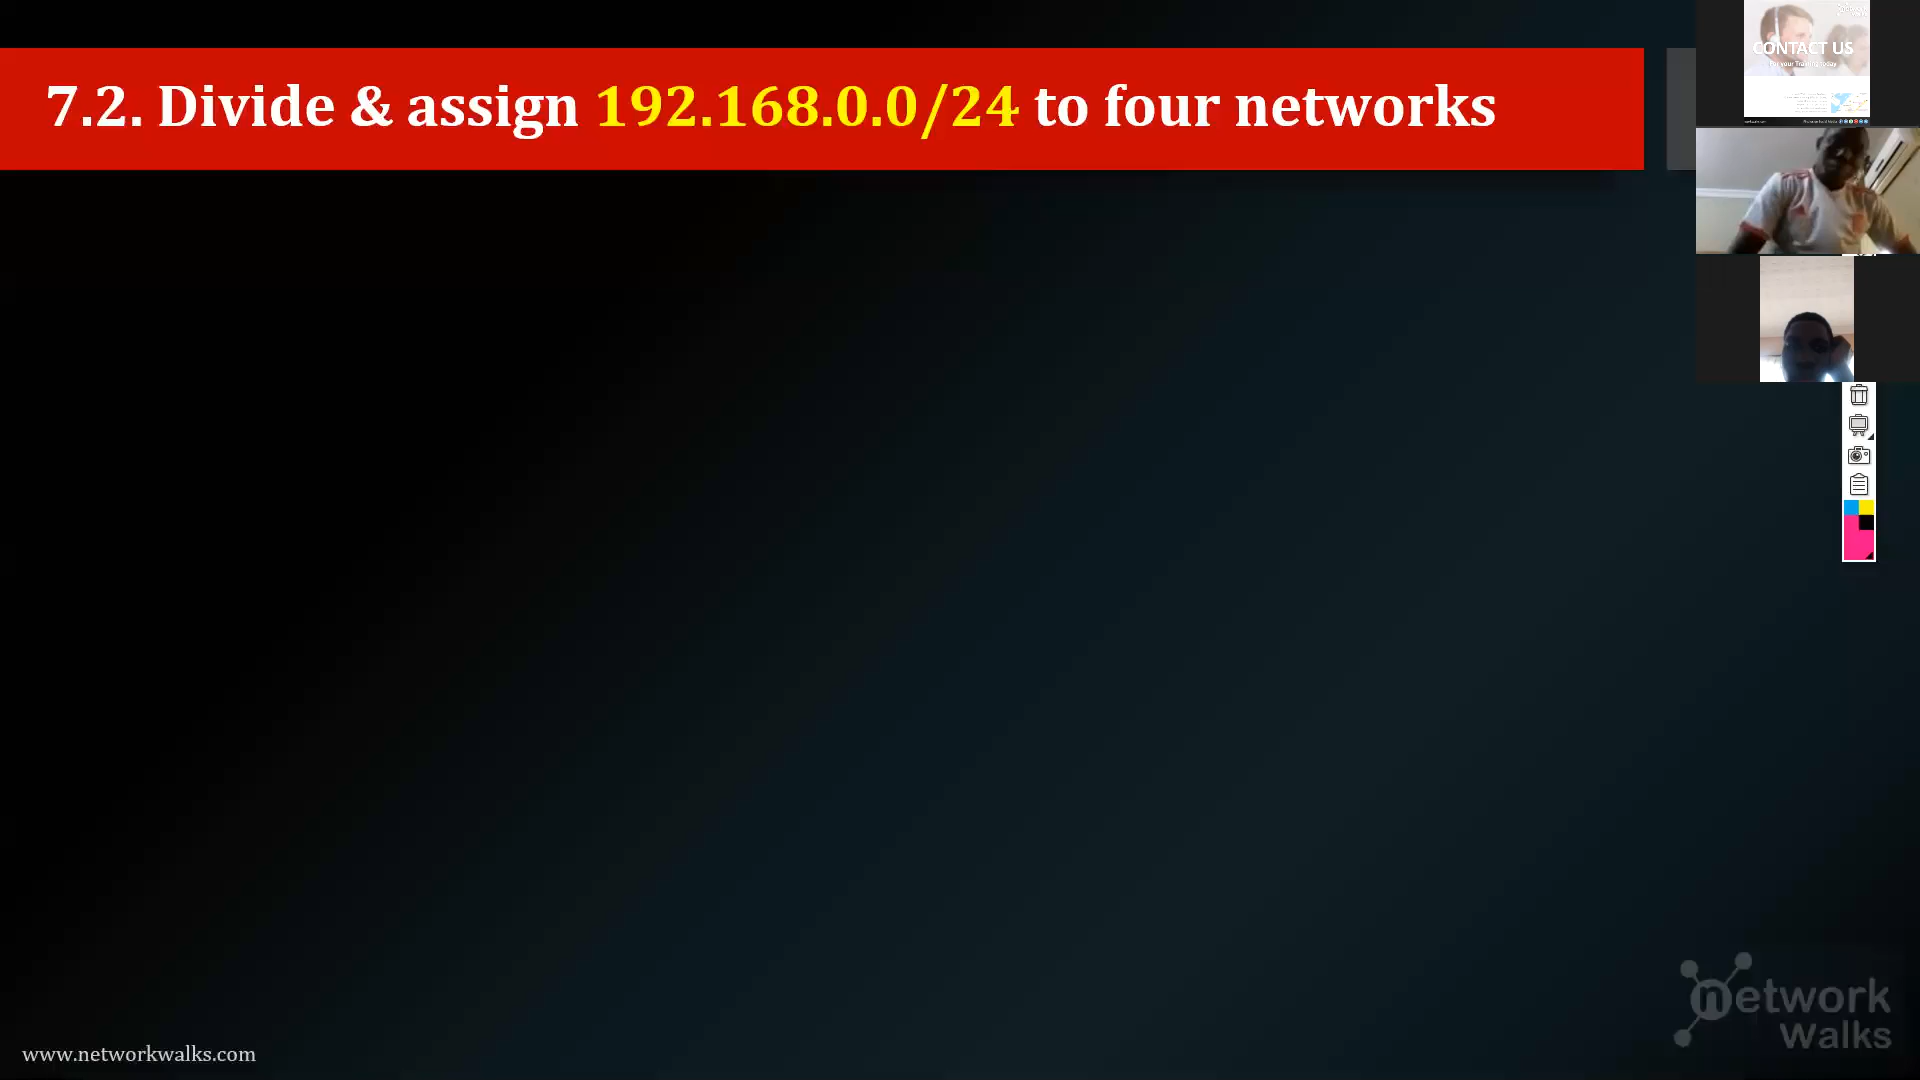 7.2. Divide & assign 192.168.0.0/24 to four networks
CONTACT US
www.networkwalks.com
network
Walks